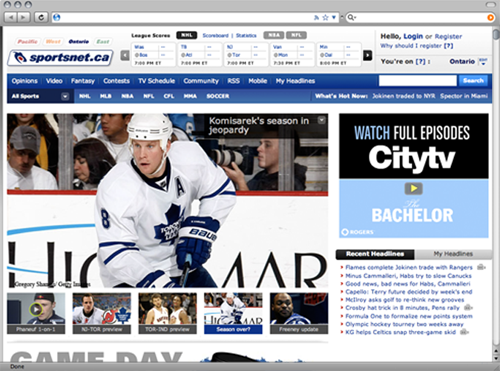 Pacific West Ontario East
sportsnet.ca
League Scores : NHL Scoreboard | Statistics NBA NFL
Was Bos 7:00 PM ET
TB Tor 7:00 PM ET
NJ Tor 7:00 PM ET
Van Mon 7:30 PM ET
Min Dal 8:30 PM ET
Hello, Login or Register
Why should I register [?]
You're on [?] : Ontario
Opinions Video Fantasy Contests TV Schedule Community RSS Mobile My Headlines Search
All Sports NHL MLB NBA NFL CFL MMA SOCCER What's Hot Now: Jokinen traded to NYR Spector in Miami
Komisarek's season in
jeopardy
8
A
TORONTO
MAR
Gregory Shamus/ Getty Images
Phaneuf 1-on-1
NJ-TOR preview
TOR-IND preview
Season over?
Freeney update
GAME DAY
WATCH FULL EPISODES
Citytv
The
BACHELOR
ROGERS
Recent Headlines My Headlines
Flames complete Jokinen trade with Rangers
Minus Cammalleri, Habs try to slow Canucks
Good news, bad news for Habs, Cammalleri
Capello: Terry future decided by week's end
McIlroy asks golf to re-think new grooves
Crosby hat trick in 8 minutes, Pens rally
Formula One to formalize new points system
Olympic hockey tourney two weeks away
KG helps Celtics snap three-game skid
Done